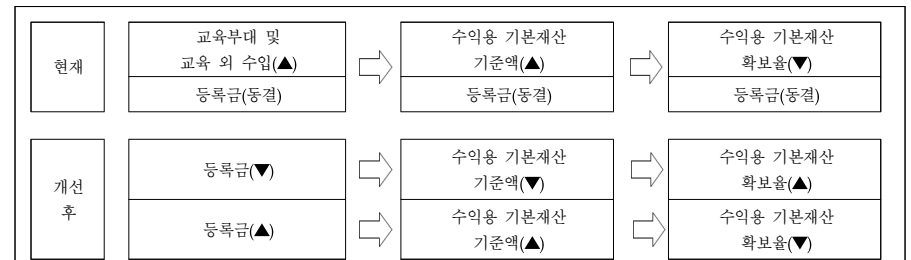 현재
교육부대 및
교육 외 수입(▲)
등록금(동결)
수익용 기본재산
기준액(▲)
등록금(동결)
수익용 기본재산
확보율(▼)
등록금(동결)
개선
후
등록금(▼)
수익용 기본재산
기준액(▼)
수익용 기본재산
확보율(▲)
등록금(▲)
수익용 기본재산
기준액(▲)
수익용 기본재산
확보율(▼)